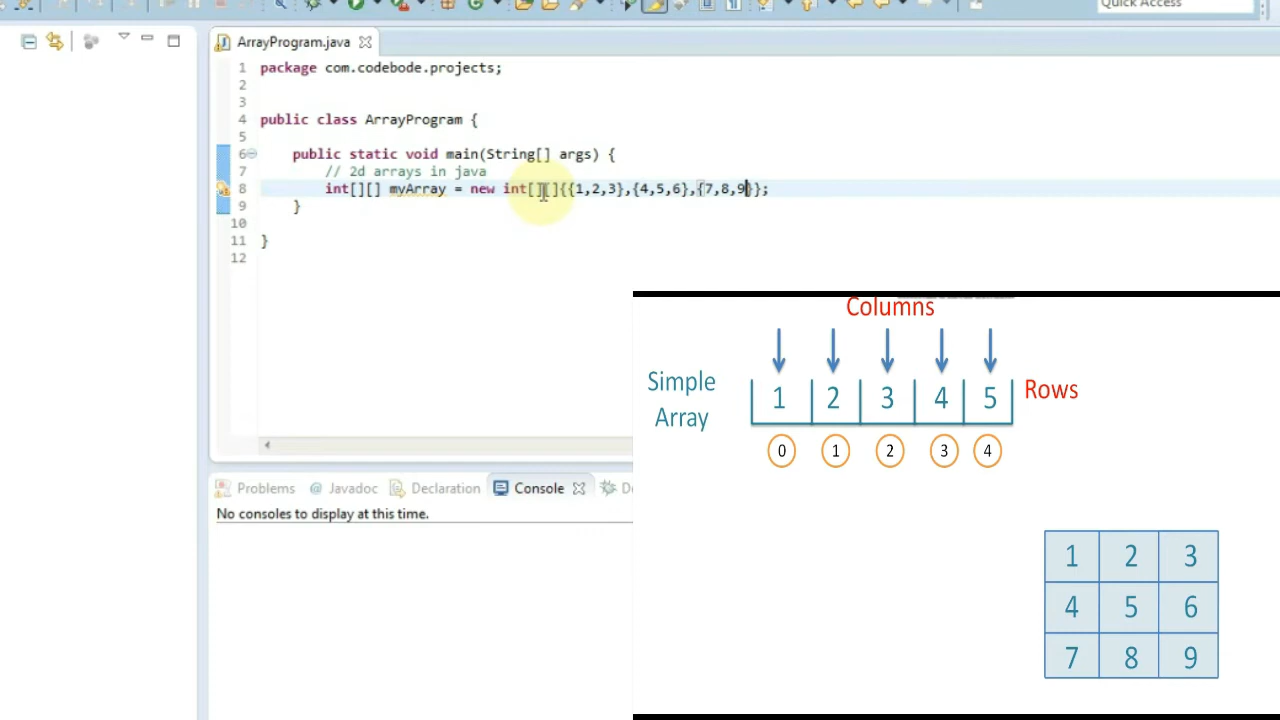 Quick Access
ArrayProgram.java
1 package com.codebode.projects;
2
3
4 public class ArrayProgram {
5
6 public static void main(String[] args) {
7 // 2d arrays in java
8 int[][] myArray = new int[][]{{1,2,3},{4,5,6},{7,8,9}};
9 }
10
11 }
12
Columns
Simple Array
1 2 3 4 5
Rows
0 1 2 3 4
Problems @ Javadoc Declaration Console D
No consoles to display at this time.
1 2 3
4 5 6
7 8 9